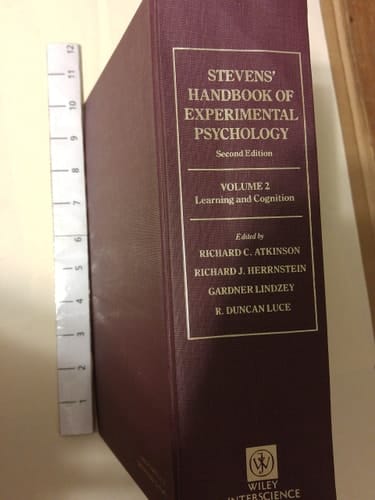 STEVENS'
HANDBOOK OF
EXPERIMENTAL
PSYCHOLOGY
Second Edition
VOLUME 2
Learning and Cognition
Edited by
RICHARD C. ATKINSON
RICHARD J. HERRNSTEIN
GARDNER LINDZEY
R. DUNCAN LUCE
WILEY
INTERSCIENCE
12
11
10
9
8
7
6
5
4
3
2
1